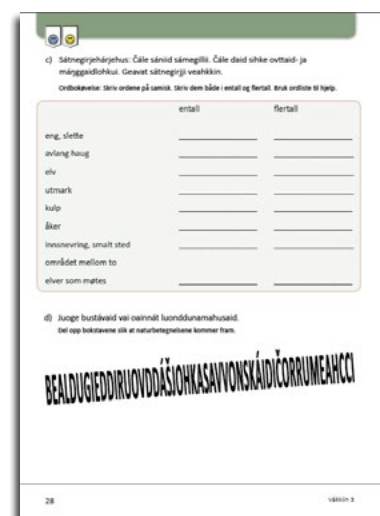 c) Sátnegirjehárjehus: Čále sániid sámegillii. Čále daid sihke ovttaid- ja
máŋggaidlohkui. Geavat sátnegirjji veahkkin.
Ordbokøvelse: Skriv ordene på samisk. Skriv dem både i entall og flertall. Bruk ordliste til hjelp.
entall flertall
eng, slette
avlang haug
elv
utmark
kulp
åker
innsnevring, smalt sted
området mellom to
elver som møtes
d) Juoge bustávaid vai oainnát luonddunamahusaid.
Del opp bokstavene slik at naturbetegnelsene kommer fram.
BEALDUGIEDDIRUOVDDÁŠJOHKASAVVONSKÁIDIČORRUMEAHCCI
28 Váikkiin 3